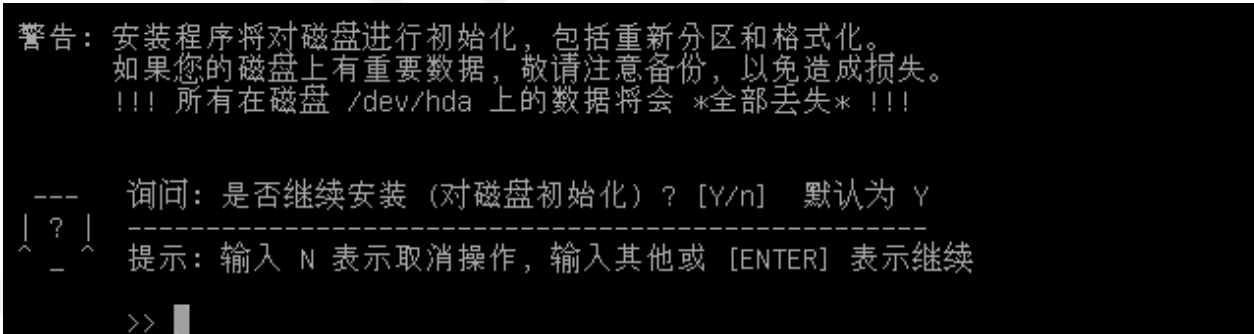 警告: 安装程序将对磁盘进行初始化, 包括重新分区和格式化。
如果您的磁盘上有重要数据, 敬请注意备份, 以免造成损失。
!!! 所有在磁盘 /dev/hda 上的数据将会 *全部丢失* !!!
--- 询问: 是否继续安装 (对磁盘初始化) ? [Y/n] 默认为 Y
| ? | ----------------------------------------------------
^ _ ^ 提示: 输入 N 表示取消操作, 输入其他或 [ENTER] 表示继续
>>